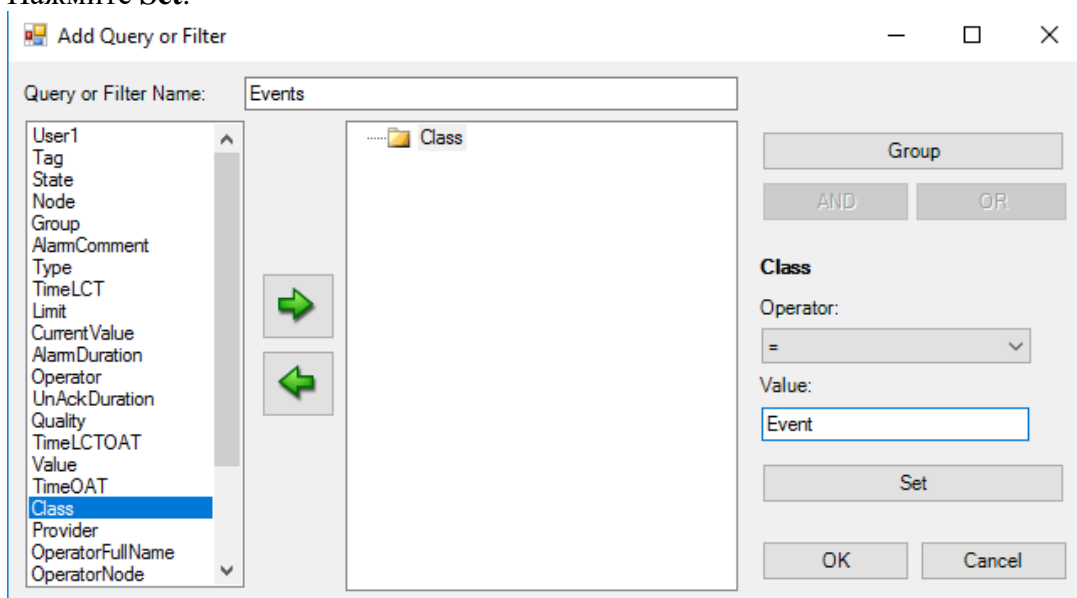 Нажмите Set.
Add Query or Filter
Query or Filter Name: Events
User1
Tag
State
Node
Group
AlarmComment
Type
TimeLCT
Limit
CurrentValue
AlarmDuration
Operator
UnAckDuration
Quality
TimeLCTOAT
Value
TimeOAT
Class
Provider
OperatorFullName
OperatorNode
Class
Group
AND OR
Class
Operator:
=
Value:
Event
Set
OK Cancel